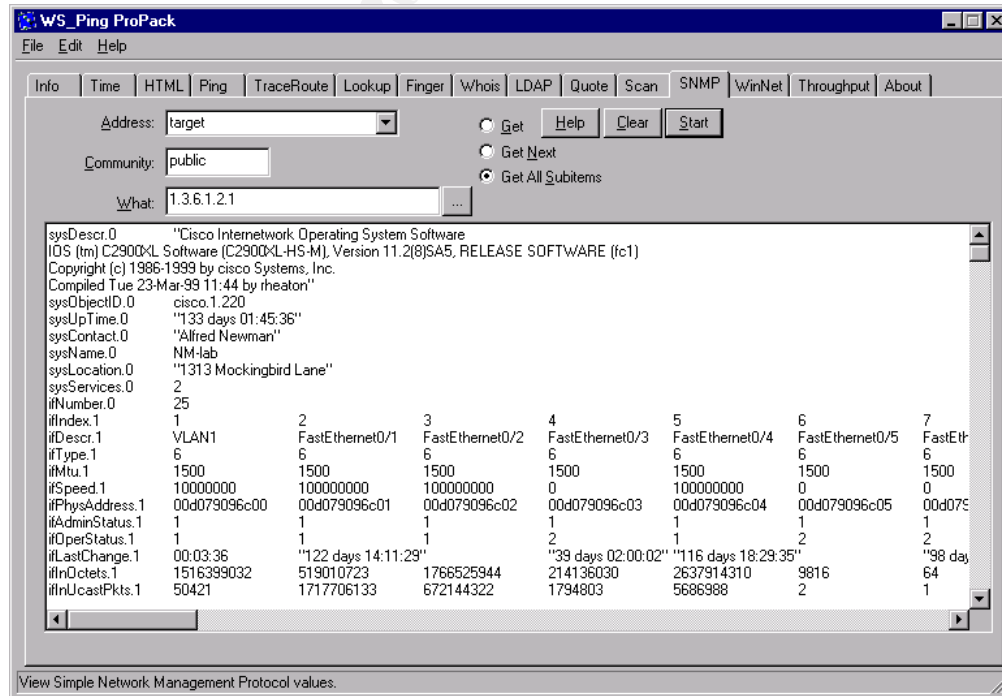 WS_Ping ProPack
File Edit Help
Info Time HTML Ping TraceRoute Lookup Finger Whois LDAP Quote Scan SNMP WinNet Throughput About
Address: target Get Help Clear Start
Community: public Get Next
Get All Subitems
What: 1.3.6.1.2.1 ...
sysDescr.0 "Cisco Internetwork Operating System Software
IOS (tm) C2900XL Software (C2900XL-HS-M), Version 11.2(8)SA5, RELEASE SOFTWARE (fc1)
Copyright (c) 1986-1999 by cisco Systems, Inc.
Compiled Tue 23-Mar-99 11:44 by rheaton"
sysObjectID.0 cisco.1.220
sysUpTime.0 "133 days 01:45:36"
sysContact.0 "Alfred Newman"
sysName.0 NM-lab
sysLocation.0 "1313 Mockingbird Lane"
sysServices.0 2
ifNumber.0 25
ifIndex.1 1 2 3 4 5 6 7
ifDescr.1 VLAN1 FastEthernet0/1 FastEthernet0/2 FastEthernet0/3 FastEthernet0/4 FastEthernet0/5 FastEth
ifType.1 6 6 6 6 6 6 6
ifMtu.1 1500 1500 1500 1500 1500 1500 1500
ifSpeed.1 10000000 100000000 100000000 0 100000000 0 0
ifPhysAddress.1 00d079096c00 00d079096c01 00d079096c02 00d079096c03 00d079096c04 00d079096c05 00d079
ifAdminStatus.1 1 1 1 1 1 1 1
ifOperStatus.1 1 1 1 2 1 2 2
ifLastChange.1 00:03:36 "122 days 14:11:29" "39 days 02:00:02" "116 days 18:29:35" "98 day
ifInOctets.1 1516399032 519010723 1766525944 214136030 2637914310 9816 64
ifInUcastPkts.1 50421 1717706133 672144322 1794803 5686988 2 1
View Simple Network Management Protocol values.